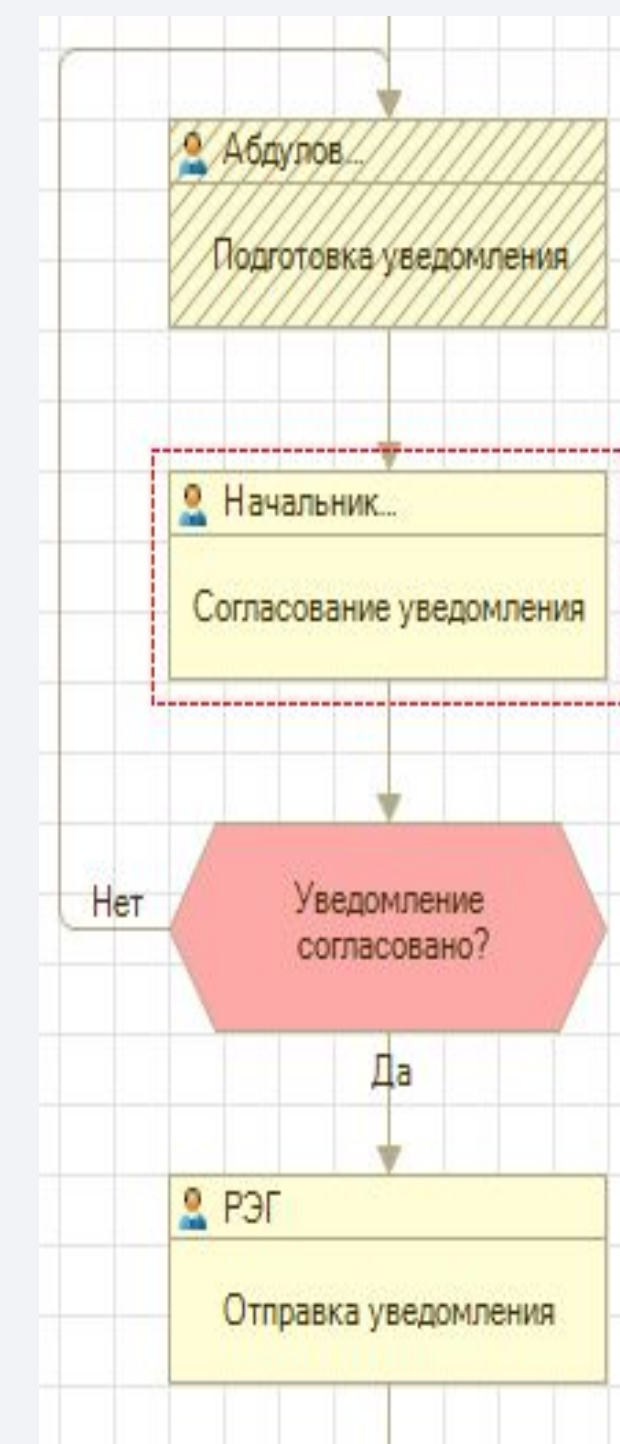 Абдулов...
Подготовка уведомления
Начальник...
Согласование уведомления
Уведомление
согласовано?
Нет
Да
РЭГ
Отправка уведомления